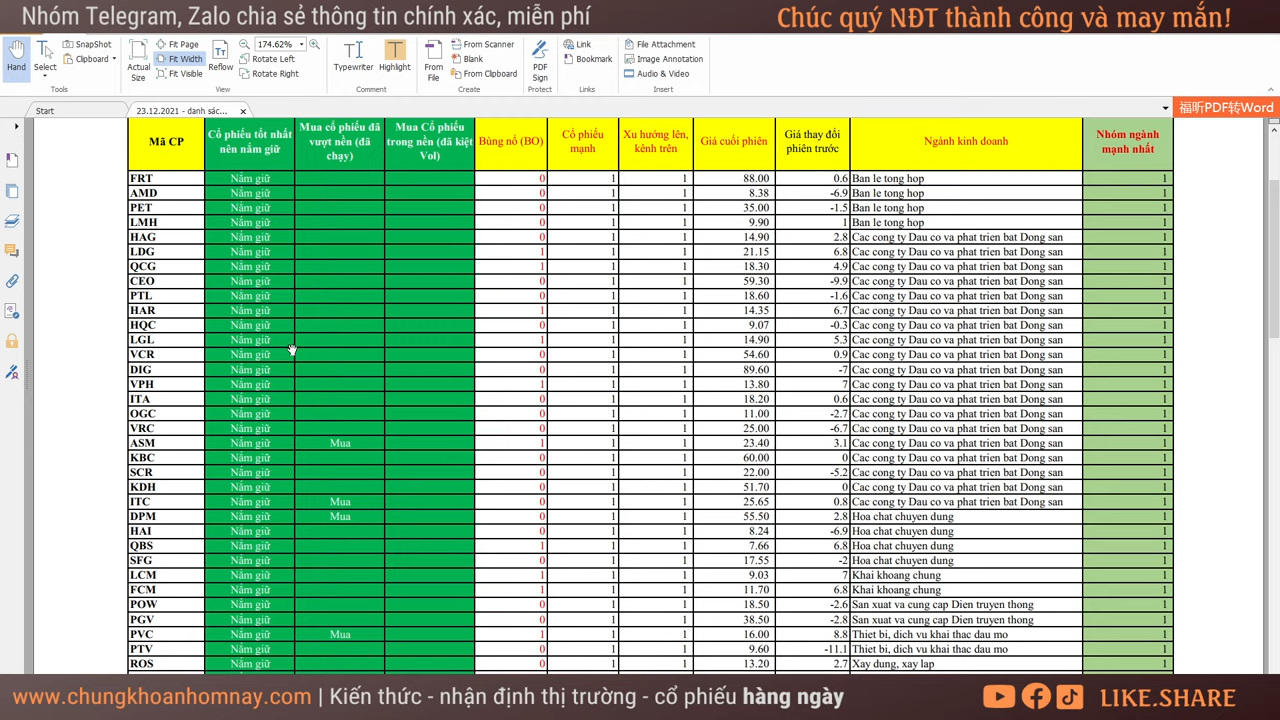 Nhóm Telegram, Zalo chia sẻ thông tin chính xác, miễn phí
Chúc quý NĐT thành công và may mắn!
Hand Select SnapShot Clipboard Actual Size Fit Page Fit Width Fit Visible Reflow 174.62% Rotate Left Rotate Right Typewriter Highlight From File From Scanner Blank From Clipboard PDF Sign Link Bookmark File Attachment Image Annotation Audio & Video
Tools View Comment Create Protect Links Insert
Start 23.12.2021 - danh sác... × 福昕PDF转Word
Mã CP Cổ phiếu tốt nhất nên nắm giữ Mua cổ phiếu đã vượt nền (đã chạy) Mua Cổ phiếu trong nền (đã kiệt Vol) Bùng nổ (BO) Cổ phiếu mạnh Xu hướng lên, kênh trên Giá cuối phiên Giá thay đổi phiên trước Ngành kinh doanh Nhóm ngành mạnh nhất
FRT Nắm giữ 0 1 1 88.00 0.6 Ban le tong hop 1
AMD Nắm giữ 0 1 1 8.38 -6.9 Ban le tong hop 1
PET Nắm giữ 0 1 1 35.00 -1.5 Ban le tong hop 1
LMH Nắm giữ 0 1 1 9.90 1 Ban le tong hop 1
HAG Nắm giữ 0 1 1 14.90 2.8 Cac cong ty Dau co va phat trien bat Dong san 1
LDG Nắm giữ 1 1 1 21.15 6.8 Cac cong ty Dau co va phat trien bat Dong san 1
QCG Nắm giữ 1 1 1 18.30 4.9 Cac cong ty Dau co va phat trien bat Dong san 1
CEO Nắm giữ 0 1 1 59.30 -9.9 Cac cong ty Dau co va phat trien bat Dong san 1
PTL Nắm giữ 0 1 1 18.60 -1.6 Cac cong ty Dau co va phat trien bat Dong san 1
HAR Nắm giữ 1 1 1 14.35 6.7 Cac cong ty Dau co va phat trien bat Dong san 1
HQC Nắm giữ 0 1 1 9.07 -0.3 Cac cong ty Dau co va phat trien bat Dong san 1
LGL Nắm giữ 1 1 1 14.90 5.3 Cac cong ty Dau co va phat trien bat Dong san 1
VCR Nắm giữ 0 1 1 54.60 0.9 Cac cong ty Dau co va phat trien bat Dong san 1
DIG Nắm giữ 0 1 1 89.60 -7 Cac cong ty Dau co va phat trien bat Dong san 1
VPH Nắm giữ 1 1 1 13.80 7 Cac cong ty Dau co va phat trien bat Dong san 1
ITA Nắm giữ 0 1 1 18.20 0.6 Cac cong ty Dau co va phat trien bat Dong san 1
OGC Nắm giữ 0 1 1 11.00 -2.7 Cac cong ty Dau co va phat trien bat Dong san 1
VRC Nắm giữ 0 1 1 25.00 -6.7 Cac cong ty Dau co va phat trien bat Dong san 1
ASM Nắm giữ Mua 1 1 1 23.40 3.1 Cac cong ty Dau co va phat trien bat Dong san 1
KBC Nắm giữ 0 1 1 60.00 0 Cac cong ty Dau co va phat trien bat Dong san 1
SCR Nắm giữ 0 1 1 22.00 -5.2 Cac cong ty Dau co va phat trien bat Dong san 1
KDH Nắm giữ 0 1 1 51.70 0 Cac cong ty Dau co va phat trien bat Dong san 1
ITC Nắm giữ Mua 0 1 1 25.65 0.8 Cac cong ty Dau co va phat trien bat Dong san 1
DPM Nắm giữ Mua 0 1 1 55.50 2.8 Hoa chat chuyen dung 1
HAI Nắm giữ 0 1 1 8.24 -6.9 Hoa chat chuyen dung 1
QBS Nắm giữ 1 1 1 7.66 6.8 Hoa chat chuyen dung 1
SFG Nắm giữ 0 1 1 17.55 -2 Hoa chat chuyen dung 1
LCM Nắm giữ 1 1 1 9.03 7 Khai khoang chung 1
FCM Nắm giữ 1 1 1 11.70 6.8 Khai khoang chung 1
POW Nắm giữ 0 1 1 18.50 -2.6 San xuat va cung cap Dien truyen thong 1
PGV Nắm giữ 0 1 1 38.50 -2.8 San xuat va cung cap Dien truyen thong 1
PVC Nắm giữ Mua 1 1 1 16.00 8.8 Thiet bi, dich vu khai thac dau mo 1
PTV Nắm giữ 0 1 1 9.60 -11.1 Thiet bi, dich vu khai thac dau mo 1
ROS Nắm giữ 0 1 1 13.20 2.7 Xay dung, xay lap 1
www.chungkhoanhomnay.com | Kiến thức - nhận định thị trường - cổ phiếu hàng ngày
LIKE.SHARE